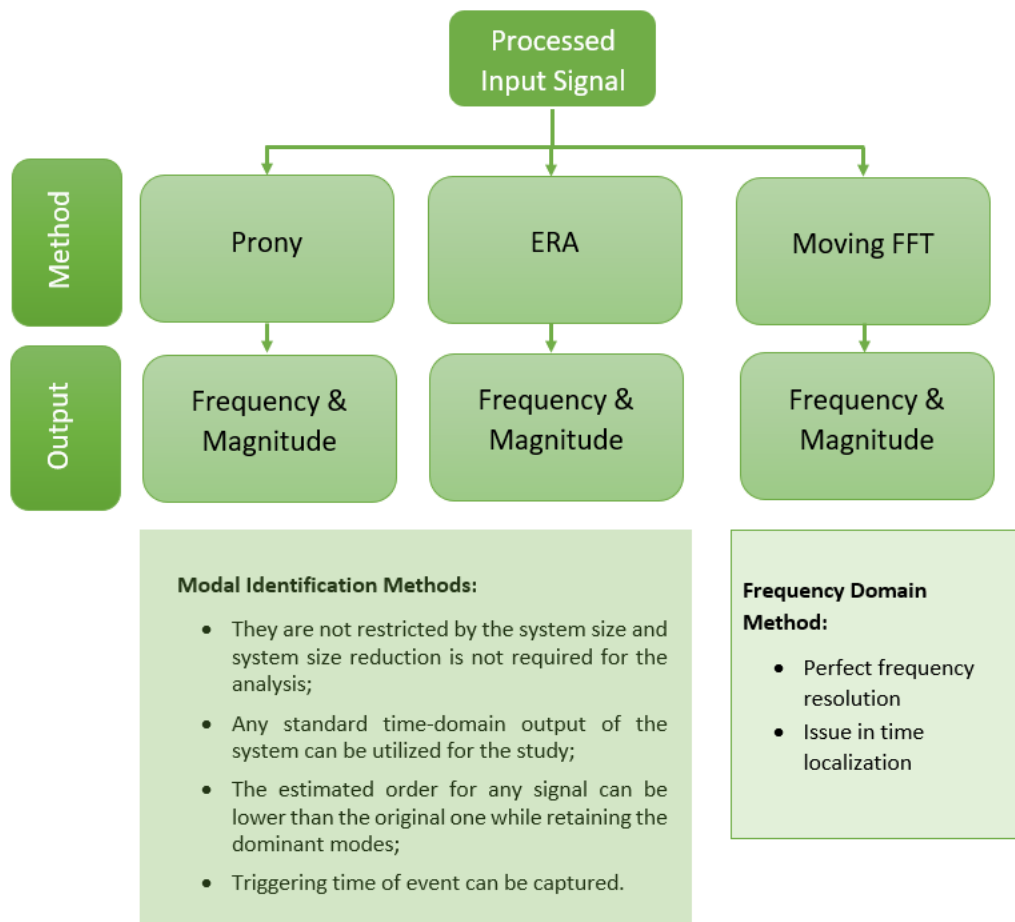 Processed
Input Signal
Method
Prony
ERA
Moving FFT
Output
Frequency &
Magnitude
Frequency &
Magnitude
Frequency &
Magnitude
Modal Identification Methods:
• They are not restricted by the system size and
system size reduction is not required for the
analysis;
• Any standard time-domain output of the
system can be utilized for the study;
• The estimated order for any signal can be
lower than the original one while retaining the
dominant modes;
• Triggering time of event can be captured.
Frequency Domain
Method:
• Perfect frequency
resolution
• Issue in time
localization